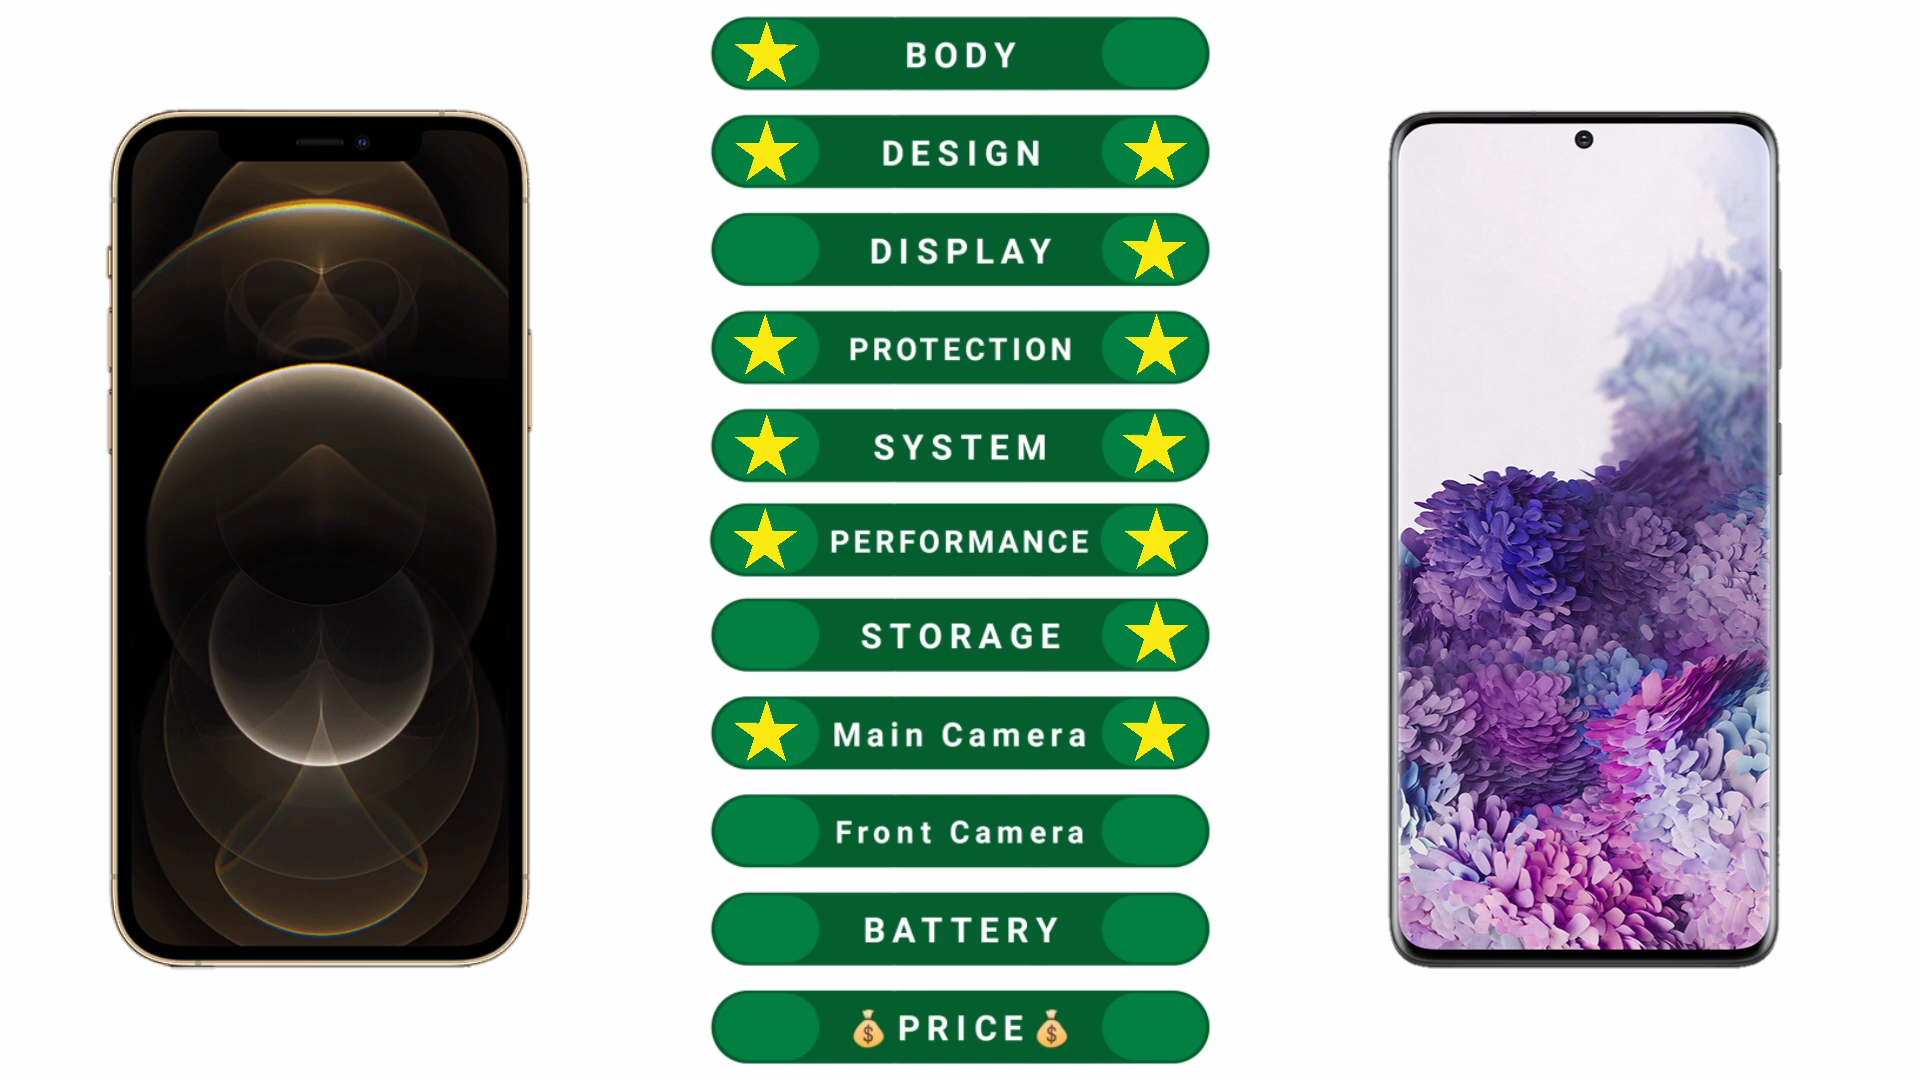 BODY
DESIGN
DISPLAY
PROTECTION
SYSTEM
PERFORMANCE
STORAGE
Main Camera
Front Camera
BATTERY
💰PRICE💰